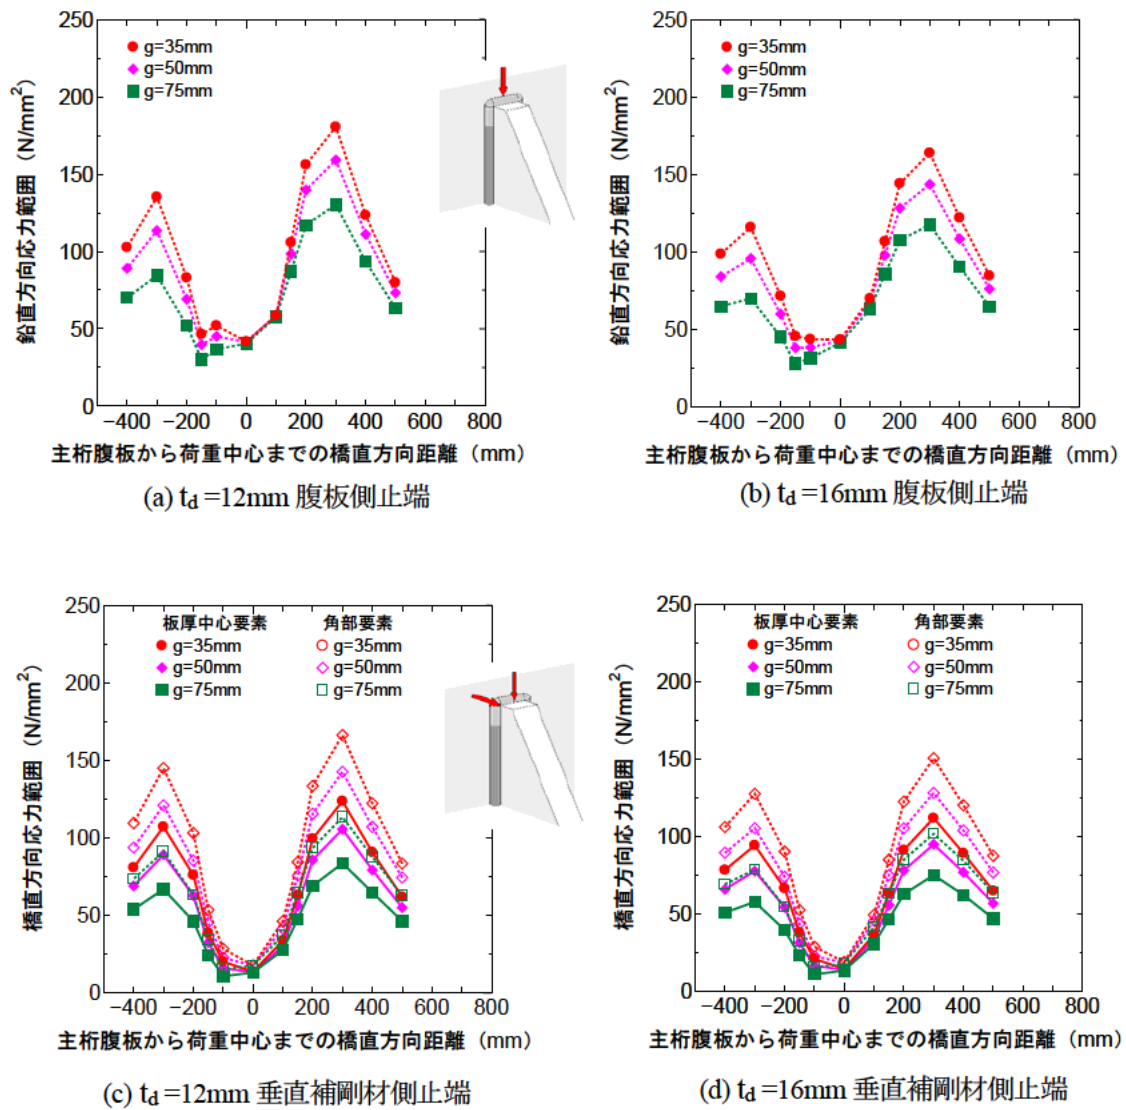 250
200
150
100
50
0
鉛直方向応力範囲（N/mm²）
g=35mm
g=50mm
g=75mm
−400 −200 0 200 400 600 800
主桁腹板から荷重中心までの橋直方向距離（mm）
(a) td =12mm 腹板側止端
250
200
150
100
50
0
鉛直方向応力範囲（N/mm²）
g=35mm
g=50mm
g=75mm
−400 −200 0 200 400 600 800
主桁腹板から荷重中心までの橋直方向距離（mm）
(b) td =16mm 腹板側止端
250
200
150
100
50
0
橋直方向応力範囲（N/mm²）
板厚中心要素 角部要素
g=35mm g=35mm
g=50mm g=50mm
g=75mm g=75mm
−400 −200 0 200 400 600 800
主桁腹板から荷重中心までの橋直方向距離（mm）
(c) td =12mm 垂直補剛材側止端
250
200
150
100
50
0
橋直方向応力範囲（N/mm²）
板厚中心要素 角部要素
g=35mm g=35mm
g=50mm g=50mm
g=75mm g=75mm
−400 −200 0 200 400 600 800
主桁腹板から荷重中心までの橋直方向距離（mm）
(d) td =16mm 垂直補剛材側止端